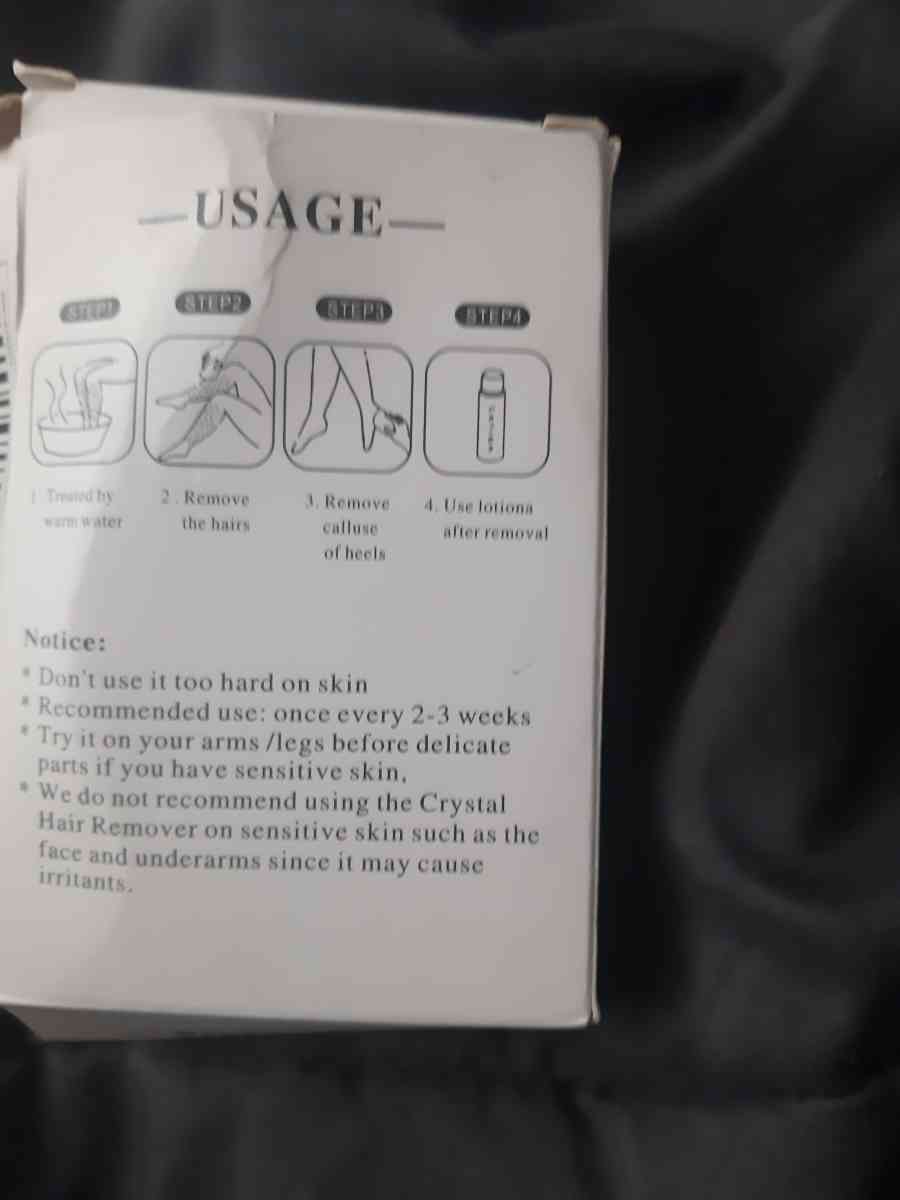 —USAGE—
STEP1 STEP2 STEP3 STEP4
1. Treated by
warm water
2. Remove
the hairs
3. Remove
calluse
of heels
4. Use lotiona
after removal
Notice:
* Don't use it too hard on skin
* Recommended use: once every 2-3 weeks
* Try it on your arms /legs before delicate
parts if you have sensitive skin.
* We do not recommend using the Crystal
Hair Remover on sensitive skin such as the
face and underarms since it may cause
irritants.